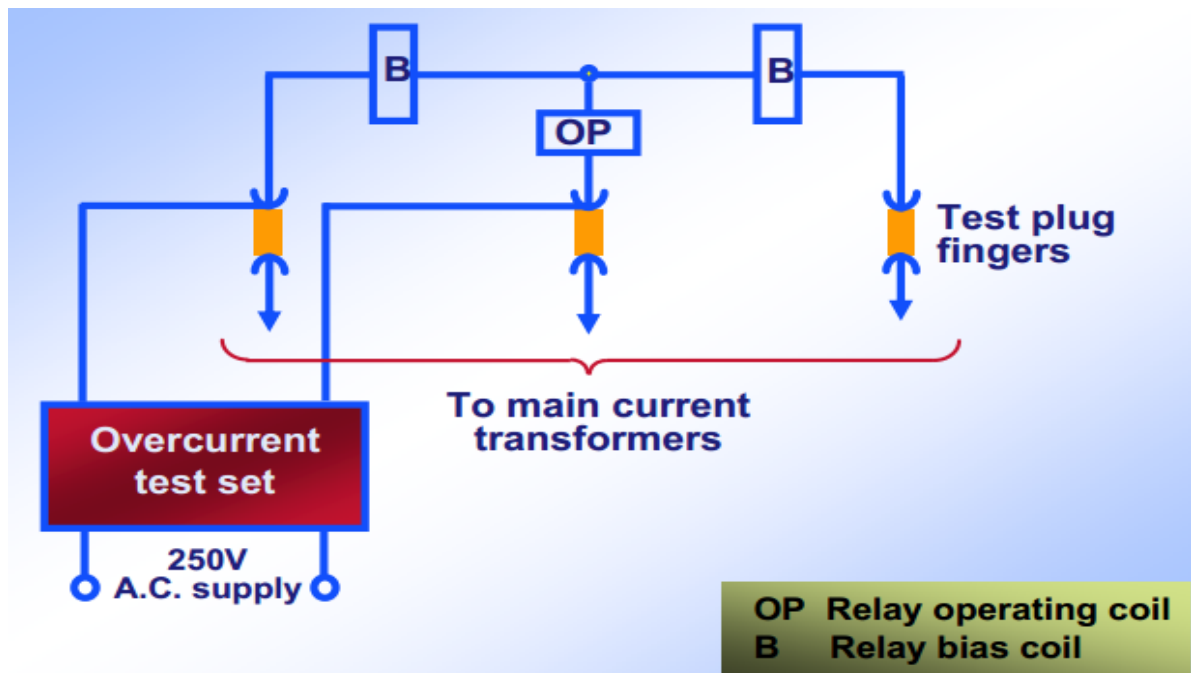 B
B
OP
Test plug
fingers
To main current
transformers
Overcurrent
test set
250V
A.C. supply
OP Relay operating coil
B Relay bias coil